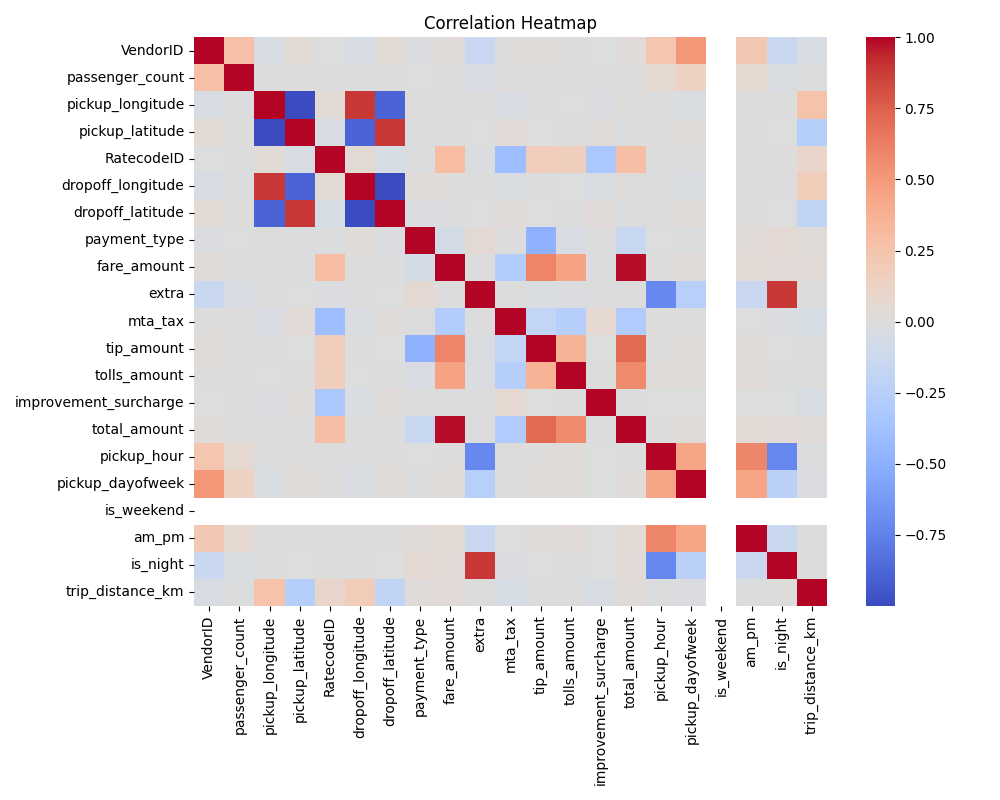 Correlation Heatmap
VendorID
passenger_count
pickup_longitude
pickup_latitude
RatecodeID
dropoff_longitude
dropoff_latitude
payment_type
fare_amount
extra
mta_tax
tip_amount
tolls_amount
improvement_surcharge
total_amount
pickup_hour
pickup_dayofweek
is_weekend
am_pm
is_night
trip_distance_km
VendorID
passenger_count
pickup_longitude
pickup_latitude
RatecodeID
dropoff_longitude
dropoff_latitude
payment_type
fare_amount
extra
mta_tax
tip_amount
tolls_amount
improvement_surcharge
total_amount
pickup_hour
pickup_dayofweek
is_weekend
am_pm
is_night
trip_distance_km
1.00
0.75
0.50
0.25
0.00
−0.25
−0.50
−0.75